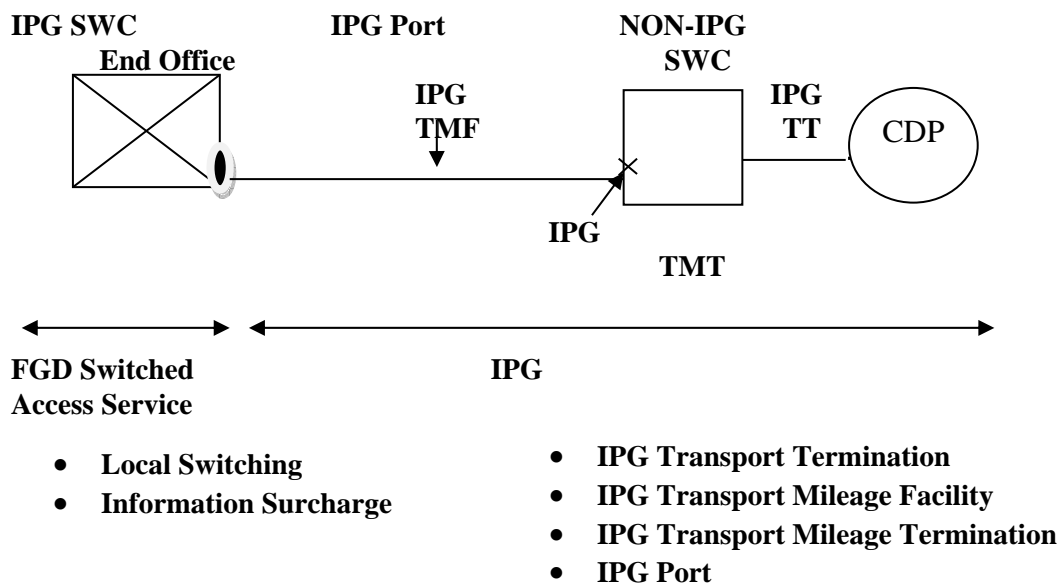 IPG SWC
End Office
IPG Port
NON-IPG
SWC
IPG
TMF
IPG
TT
CDP
IPG
TMT
FGD Switched
Access Service
IPG
• Local Switching
• Information Surcharge
• IPG Transport Termination
• IPG Transport Mileage Facility
• IPG Transport Mileage Termination
• IPG Port